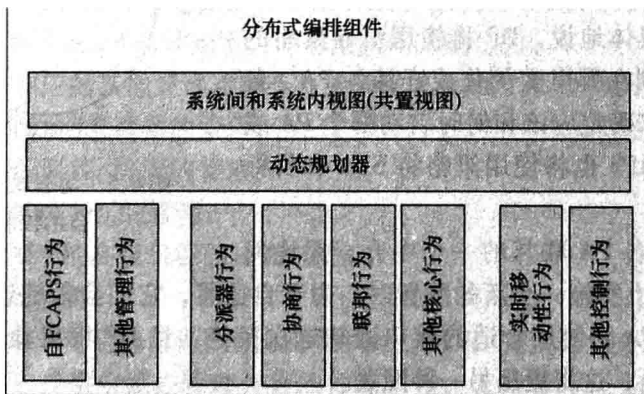 分布式编排组件
系统间和系统内视图(共置视图)
动态规划器
自FCAPS行为
其他管理行为
分派器行为
协商行为
联邦行为
其他核心行为
实时移
动性行为
其他控制行为